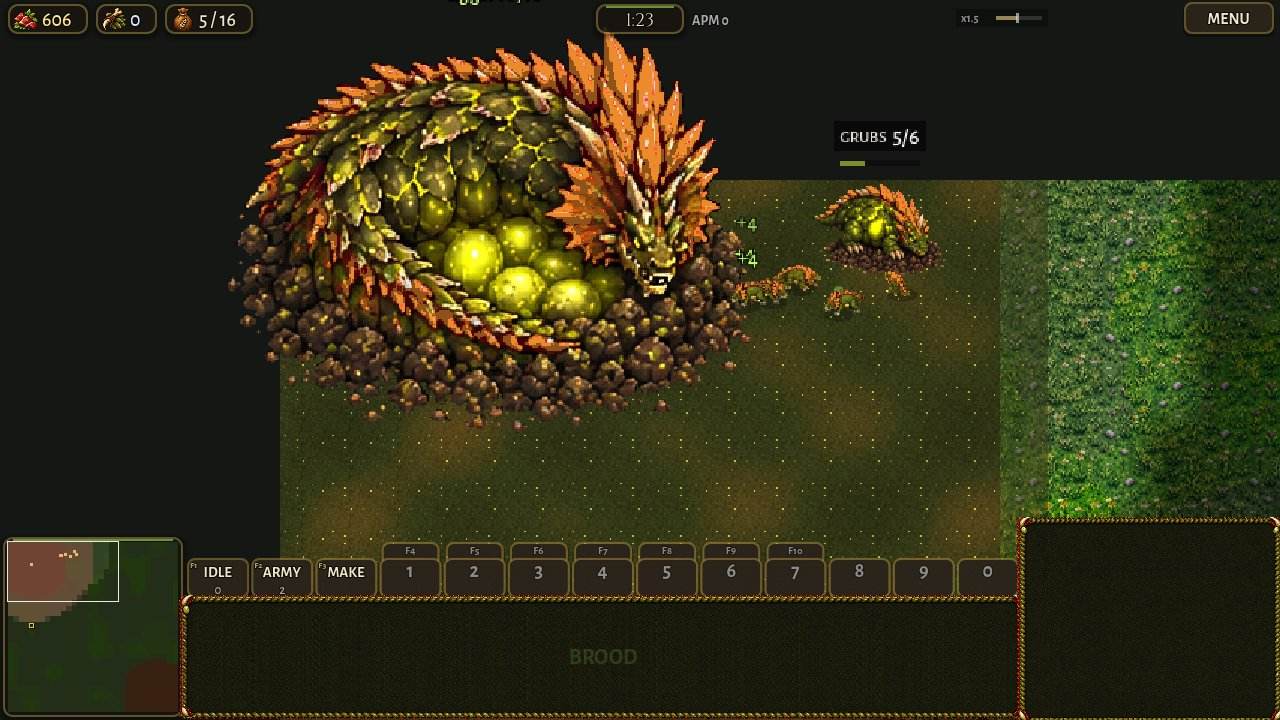 606
0
5/16
1:23
APM 0
x1.5
MENU
GRUBS 5/6
+4
+4
F4 F5 F6 F7 F8 F9 F10
F1 IDLE F2 ARMY F3 MAKE 1 2 3 4 5 6 7 8 9 0
0 2
BROOD